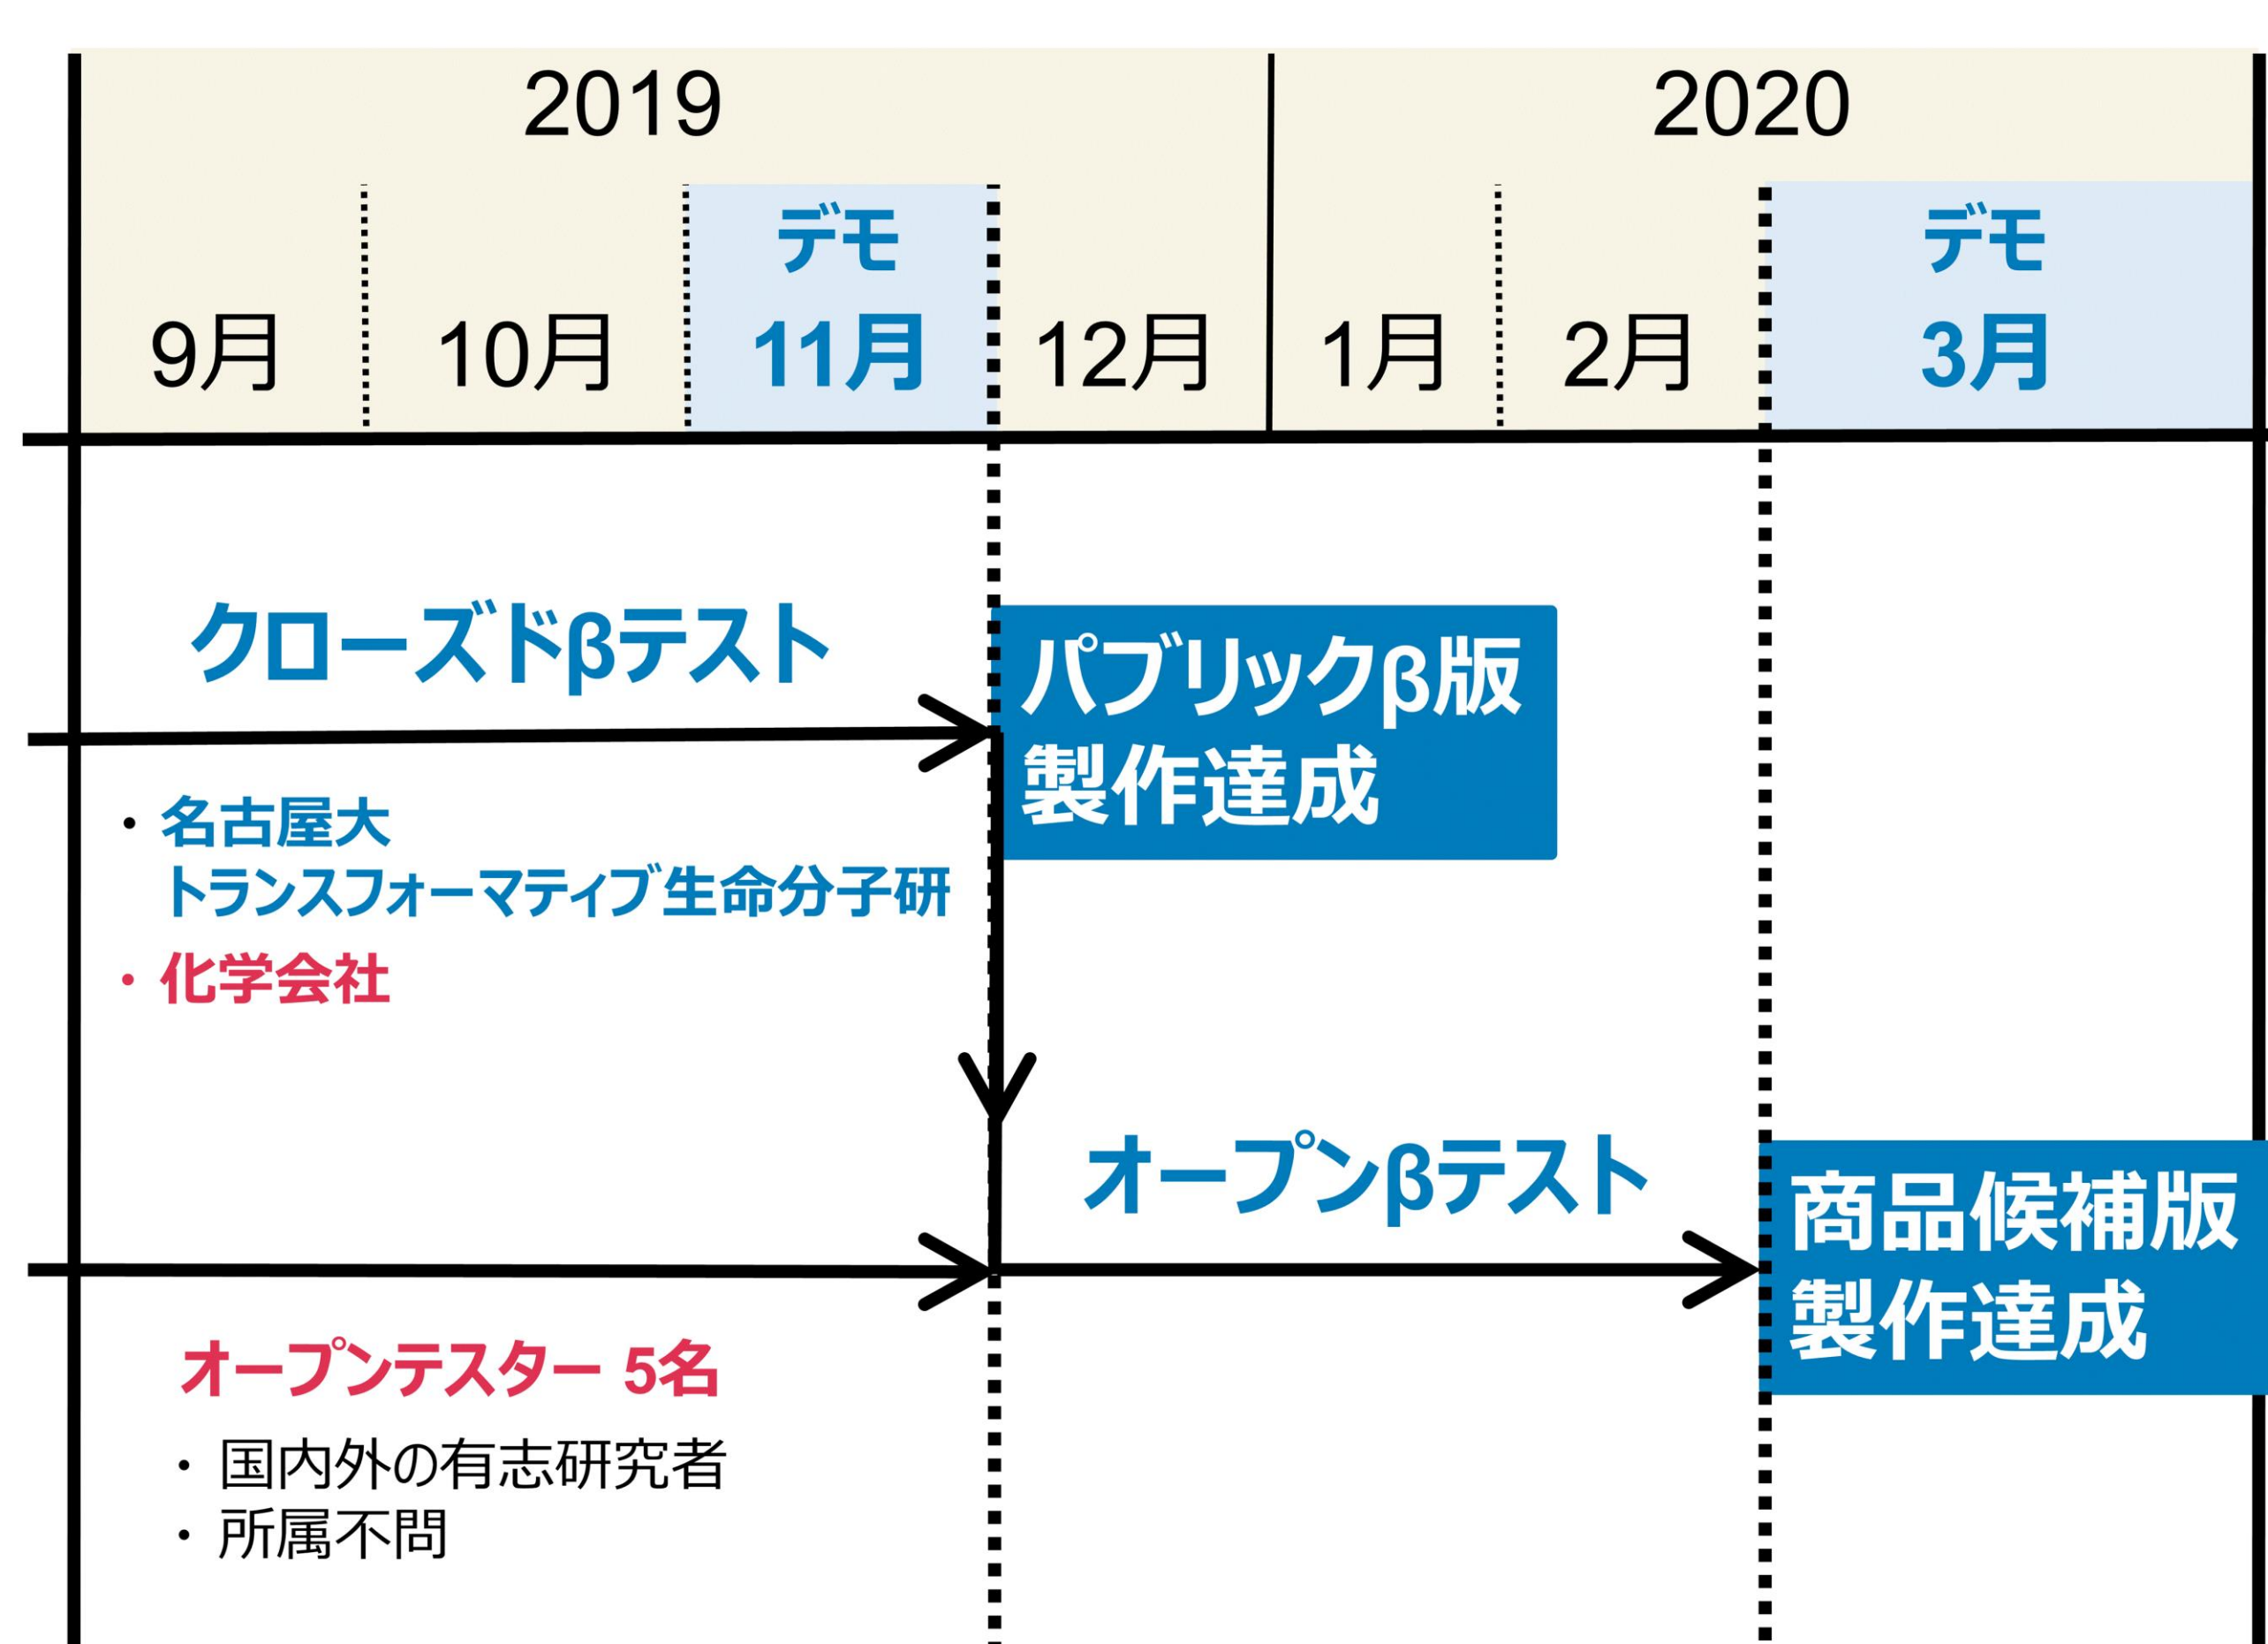 2019
2020
デモ
デモ
9月
10月
11月
12月
1月
2月
3月
クローズドβテスト
パブリックβ版
製作達成
・名古屋大
トランスフォーマティブ生命分子研
・化学会社
オープンβテスト
商品候補版
製作達成
オープンテスター 5名
・国内外の有志研究者
・所属不問